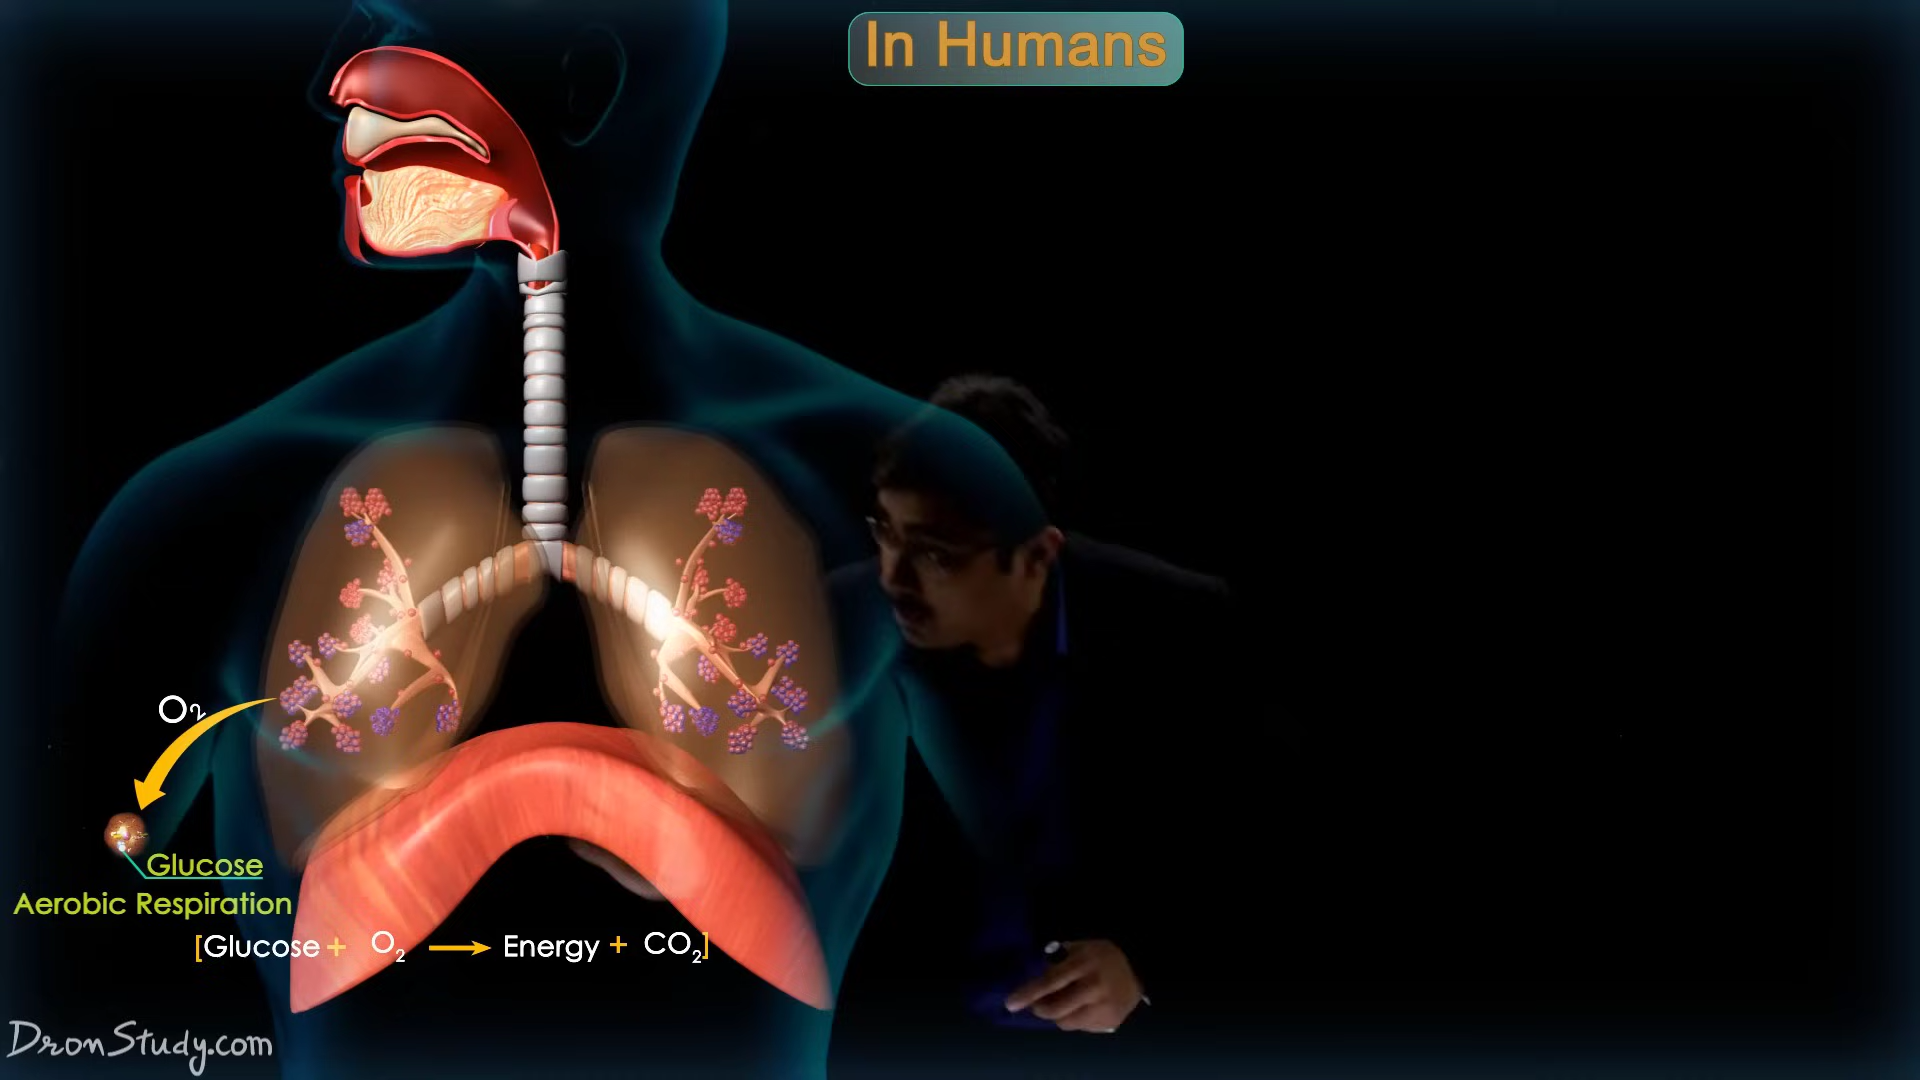 In Humans
O₂
Glucose
Aerobic Respiration
[Glucose + O₂ → Energy + CO₂]
DronStudy.com